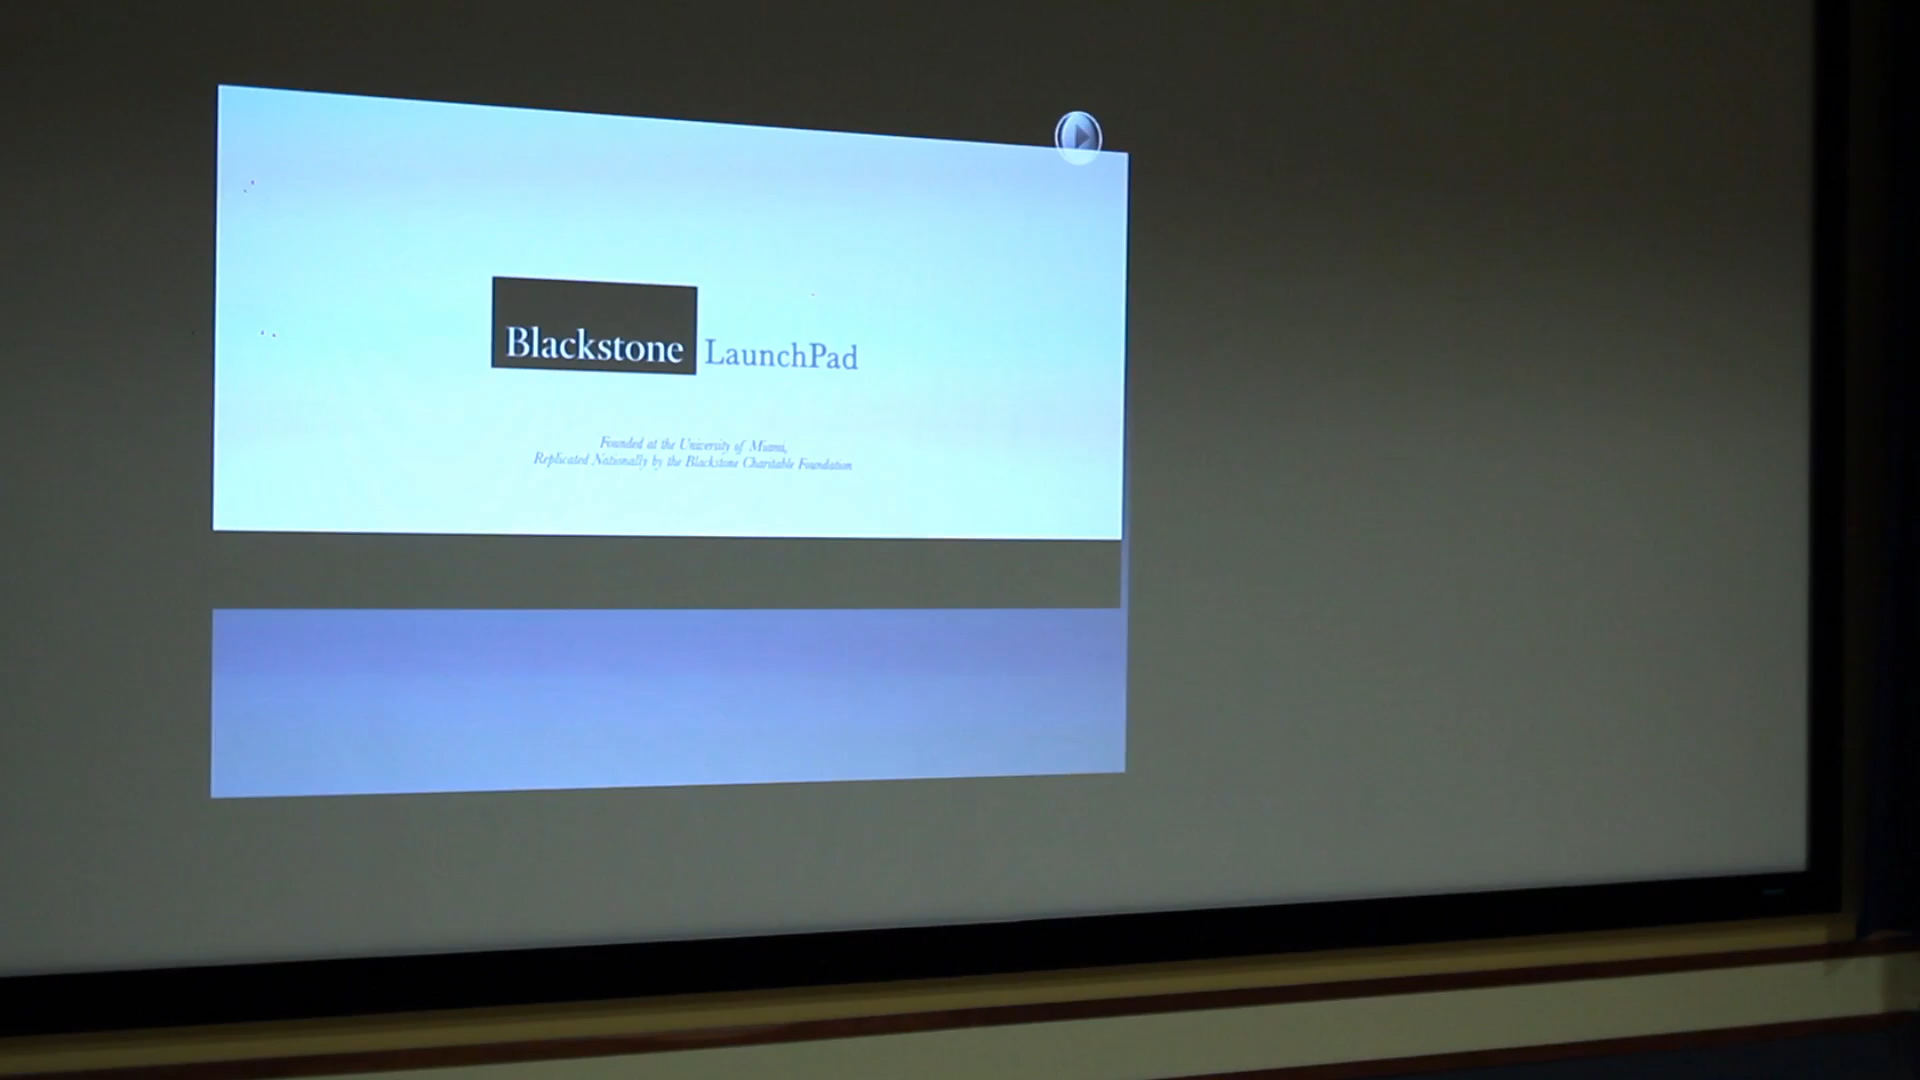 Blackstone LaunchPad
Founded at the University of Miami,
Replicated Nationally by the Blackstone Charitable Foundation